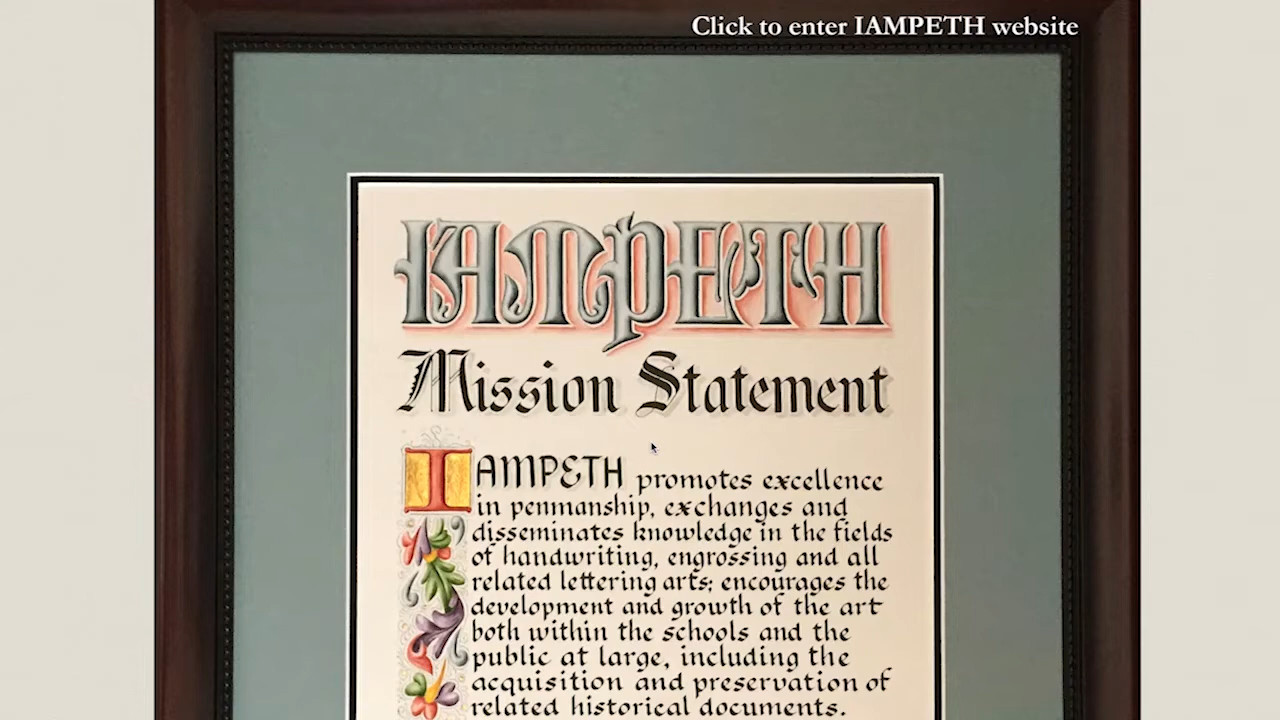 Click to enter IAMPETH website
IAMPETH
Mission Statement
IAMPETH promotes excellence
in penmanship, exchanges and
disseminates knowledge in the fields
of handwriting, engrossing and all
related lettering arts; encourages the
development and growth of the art
both within the schools and the
public at large, including the
acquisition and preservation of
related historical documents.